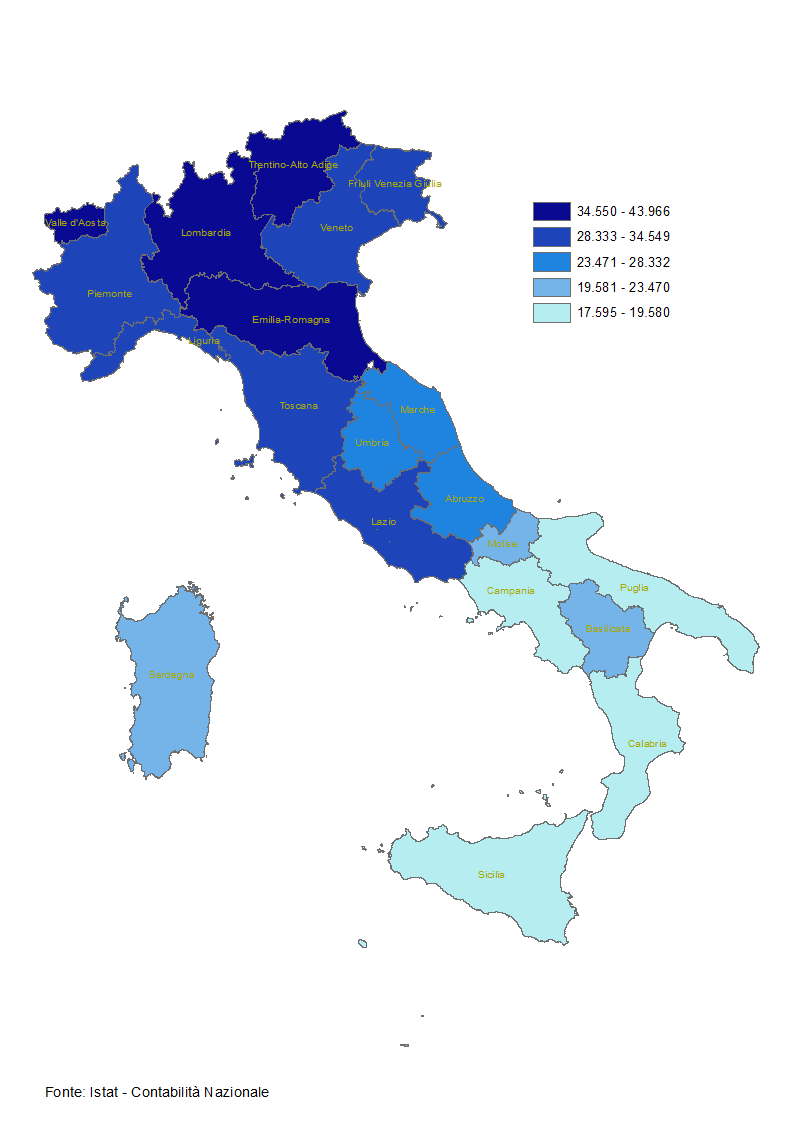 Trentino-Alto Adige
Friuli Venezia Giulia
Valle d'Aosta
Lombardia
Veneto
Piemonte
Emilia-Romagna
Liguria
Toscana
Marche
Umbria
Abruzzo
Lazio
Molise
Campania
Puglia
Basilicata
Sardegna
Calabria
Sicilia
34.550 - 43.966
28.333 - 34.549
23.471 - 28.332
19.581 - 23.470
17.595 - 19.580
Fonte: Istat - Contabilità Nazionale